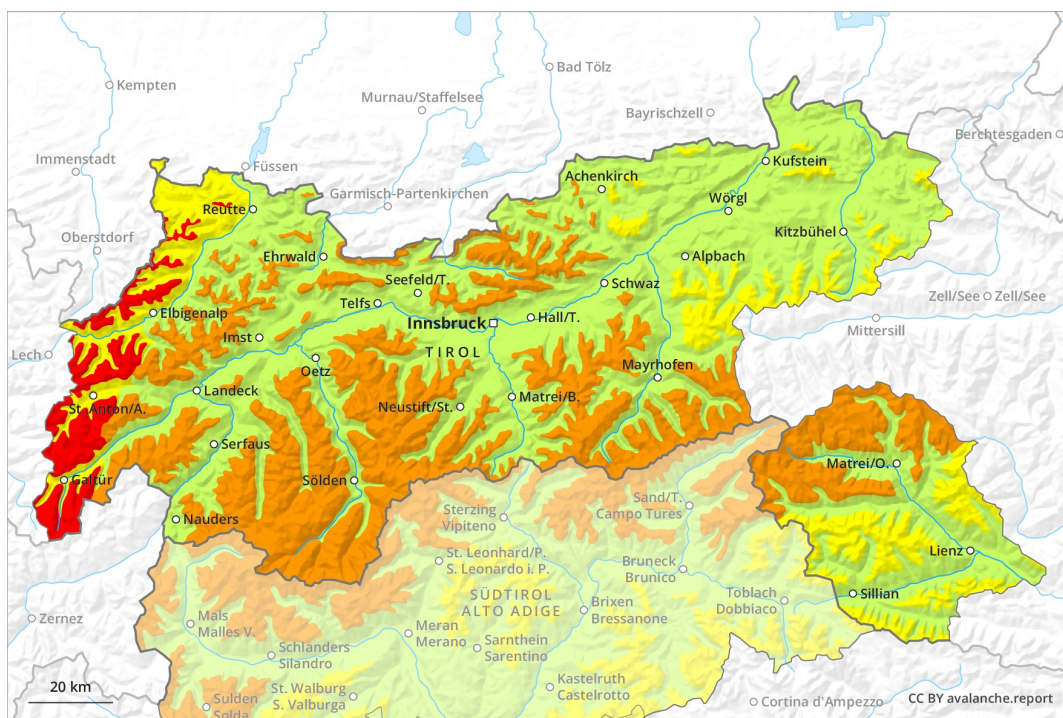 Kempten
Bad Tölz
Murnau/Staffelsee
Bayrischzell
Berchtesgaden
Immenstadt
Füssen
Kufstein
Achenkirch
Garmisch-Partenkirchen
Wörgl
Reutte
Oberstdorf
Kitzbühel
Ehrwald
Alpbach
Seefeld/T.
Schwaz
Zell/See
Zell/See
Telfs
Elbigenalp
Innsbruck
Hall/T.
Mittersill
Imst
Lech
TIROL
Oetz
Mayrhofen
Landeck
Matrei/B.
St. Anton/A.
Neustift/St.
Serfaus
Matrei/O.
Galtür
Sölden
Sand/T.
Campo Tures
Sterzing
Vipiteno
Nauders
Lienz
St. Leonhard/P.
S. Leonardo i. P.
Bruneck
Brunico
SÜDTIROL
ALTO ADIGE
Toblach
Dobbiaco
Sillian
Brixen
Bressanone
Zernez
Mals
Malles V.
Meran
Merano
Sarnthein
Sarentino
Schlanders
Silandro
20 km
St. Walburg
S. Valburga
Kastelruth
Castelrotto
Sulden
Solda
Cortina d'Ampezzo
CC BY avalanche.report